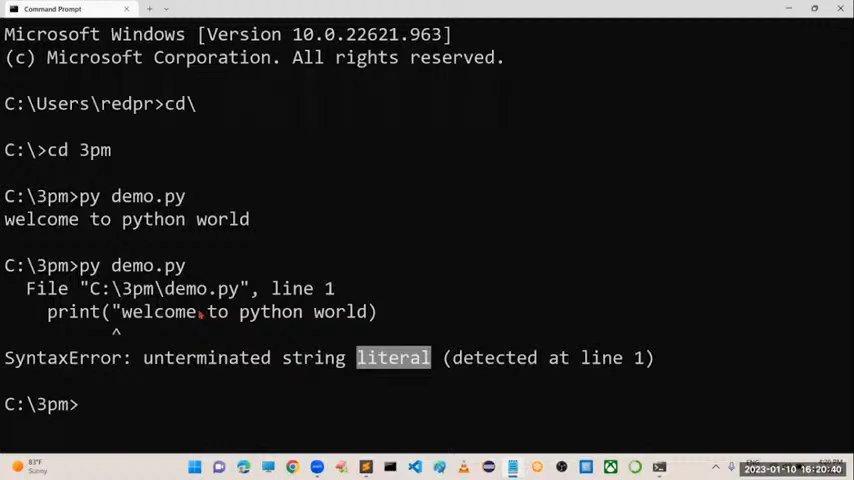 Command Prompt
Microsoft Windows [Version 10.0.22621.963]
(c) Microsoft Corporation. All rights reserved.
C:\Users\redpr>cd\
C:\>cd 3pm
C:\3pm>py demo.py
welcome to python world
C:\3pm>py demo.py
File "C:\3pm\demo.py", line 1
print("welcome to python world)
^
SyntaxError: unterminated string literal (detected at line 1)
C:\3pm>
83°F
Sunny
2023-01-10 16:20:40